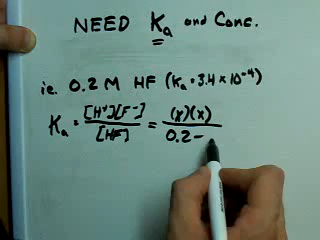 NEED Ka and Conc.
ie. 0.2 M HF (Ka = 3.4 x 10⁻⁴)
Ka = [H⁺][F⁻] / [HF] = (x)(x) / 0.2 -